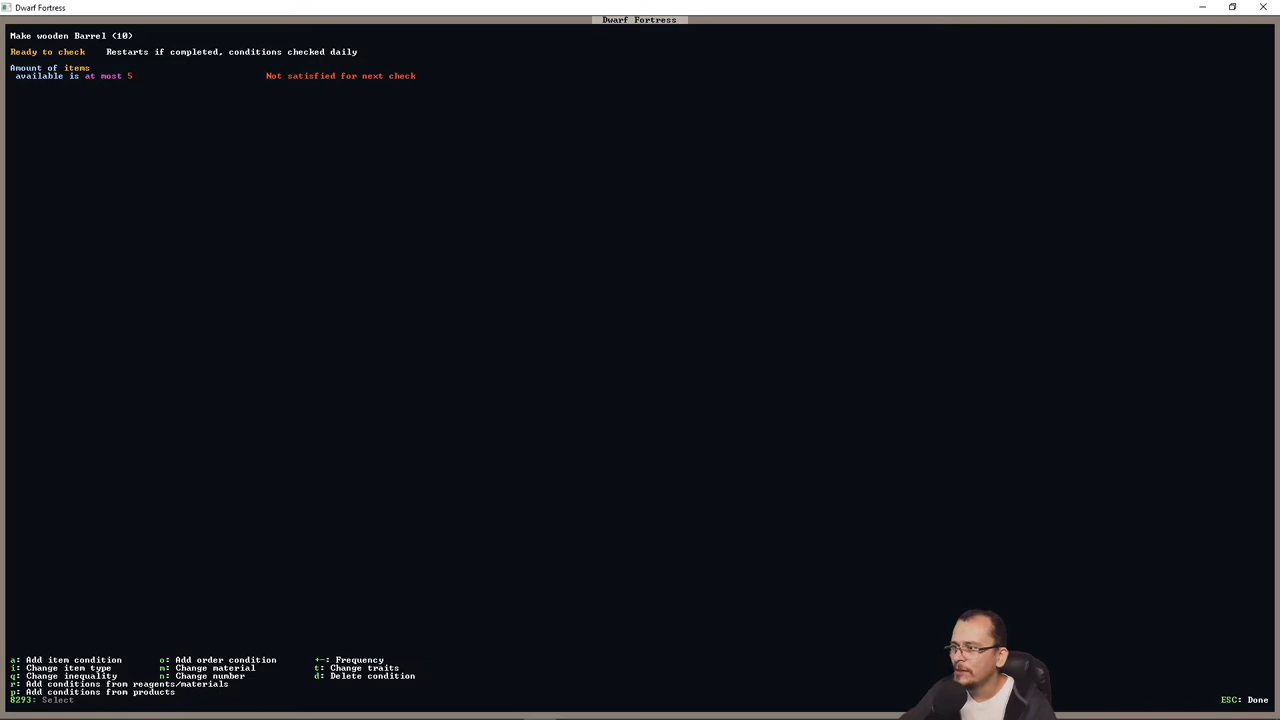 Dwarf Fortress
Dwarf Fortress
Make wooden Barrel (10)
Ready to check Restarts if completed, conditions checked daily
Amount of items
available is at most 5 Not satisfied for next check
a: Add item condition o: Add order condition +-: Frequency
i: Change item type m: Change material t: Change traits
q: Change inequality n: Change number d: Delete condition
r: Add conditions from reagents/materials
p: Add conditions from products
8293: Select ESC: Done